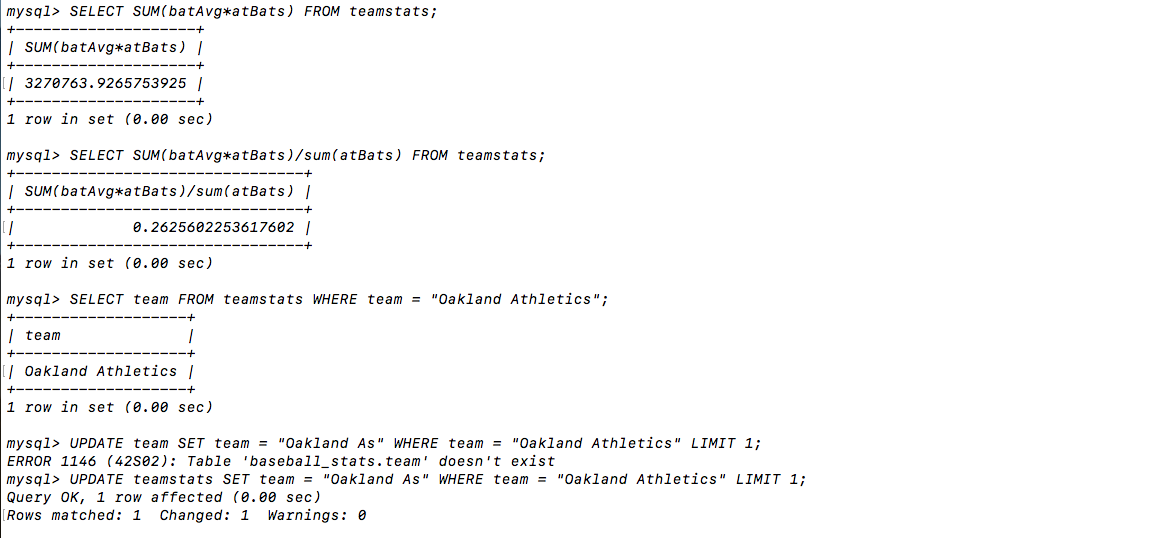 mysql> SELECT SUM(batAvg*atBats) FROM teamstats;
+--------------------+
| SUM(batAvg*atBats) |
+--------------------+
| 3270763.9265753925 |
+--------------------+
1 row in set (0.00 sec)

mysql> SELECT SUM(batAvg*atBats)/sum(atBats) FROM teamstats;
+--------------------------------+
| SUM(batAvg*atBats)/sum(atBats) |
+--------------------------------+
|             0.2625602253617602 |
+--------------------------------+
1 row in set (0.00 sec)

mysql> SELECT team FROM teamstats WHERE team = "Oakland Athletics";
+-------------------+
| team              |
+-------------------+
| Oakland Athletics |
+-------------------+
1 row in set (0.00 sec)

mysql> UPDATE team SET team = "Oakland As" WHERE team = "Oakland Athletics" LIMIT 1;
ERROR 1146 (42S02): Table 'baseball_stats.team' doesn't exist
mysql> UPDATE teamstats SET team = "Oakland As" WHERE team = "Oakland Athletics" LIMIT 1;
Query OK, 1 row affected (0.00 sec)
Rows matched: 1  Changed: 1  Warnings: 0